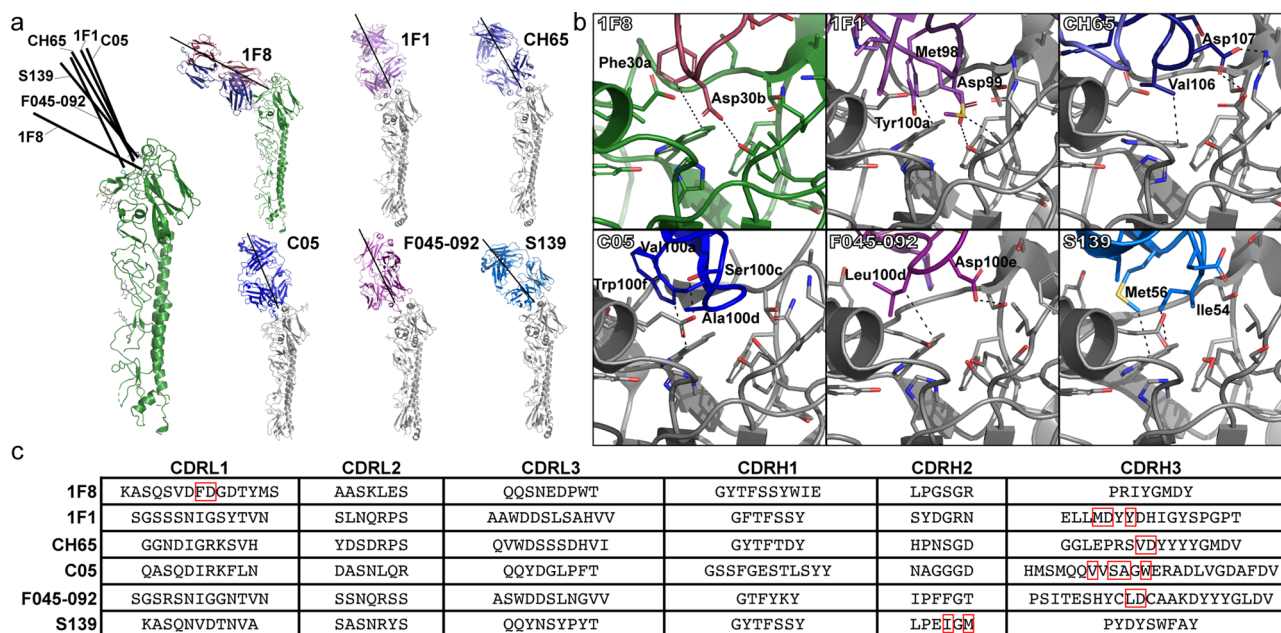 a
CH65
1F1
C05
S139
F045-092
1F8
1F8
1F1
CH65
C05
F045-092
S139
b
1F8
Phe30a
Asp30b
1F1
Met98
Asp99
Tyr100a
CH65
Asp107
Val106
C05
Val100a
Ser100c
Trp100f
Ala100d
F045-092
Asp100e
Leu100d
S139
Met56
Ile54
c
CDRL1 CDRL2 CDRL3 CDRH1 CDRH2 CDRH3
1F8 KASQSVDFDGDTYMS AASKLES QQSNEDPWT GYTFSSYWIE LPGSGR PRIYGMDY
1F1 SGSSSNIGSYTVN SLNQRPS AAWDDSLSAHVV GFTFSSY SYDGRN ELLMDYYDHIGYSPGPT
CH65 GGNDIGRKSVH YDSDRPS QVWDSSSDHVI GYTFTDY HPNSGD GGLEPRSVDYYYYGMDV
C05 QASQDIRKFLN DASNLQR QQYDGLPFT GSSFGESTLSYY NAGGGD HMSMQQVVSAGWERADLVGDAFDV
F045-092 SGSRSNIGGNTVN SSNQRSS ASWDDSLNGVV GTFYKY IPFFGT PSITESHYCLDCAAKDYYYGLDV
S139 KASQNVDTNVA SASNRYS QQYNSYPYT GYTFSSY LPEIGM PYDYSWFAY